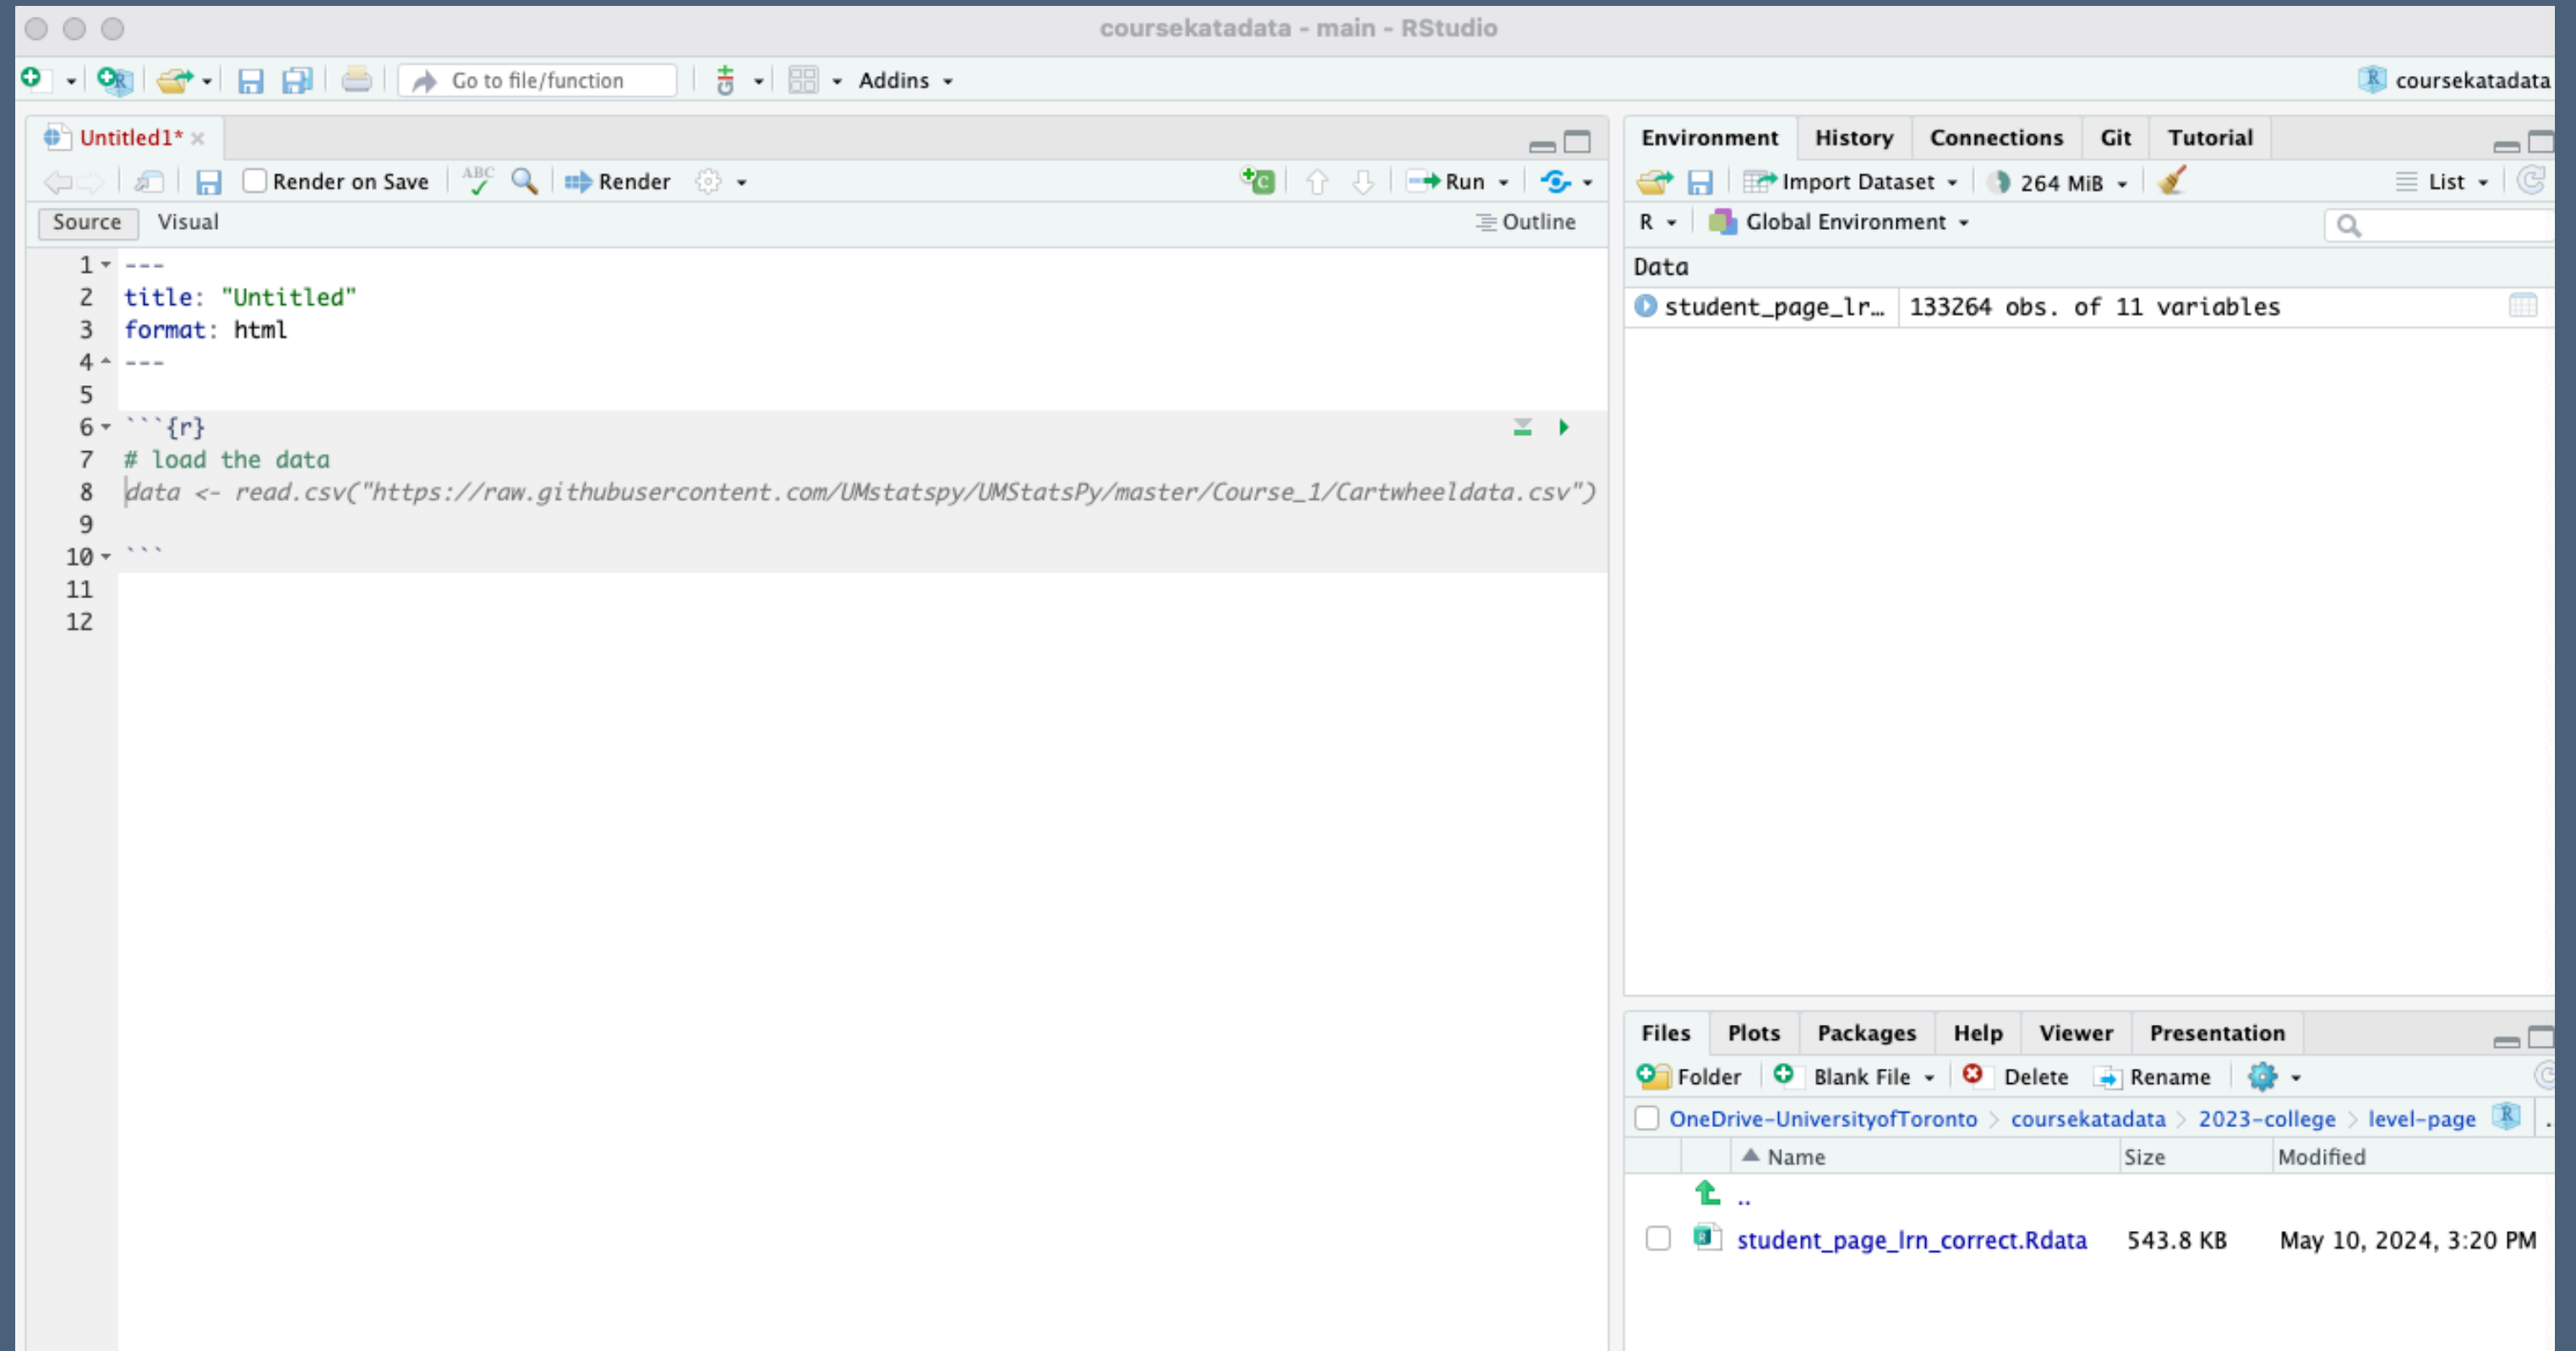 coursekatadata - main - RStudio
Go to file/function
Addins
coursekatadata
Untitled1*
Render on Save
ABC
Render
Run
Source
Visual
Outline
1 ---
2 title: "Untitled"
3 format: html
4 ---
5
6 ```{r}
7 # load the data
8 data <- read.csv("https://raw.githubusercontent.com/UMstatspy/UMStatsPy/master/Course_1/Cartwheeldata.csv")
9
10 ```
11
12
Environment History Connections Git Tutorial
Import Dataset 264 MiB List
R Global Environment
Data
student_page_lr… 133264 obs. of 11 variables
Files Plots Packages Help Viewer Presentation
Folder Blank File Delete Rename
OneDrive-UniversityofToronto > coursekatadata > 2023-college > level-page
Name Size Modified
..
student_page_lrn_correct.Rdata 543.8 KB May 10, 2024, 3:20 PM